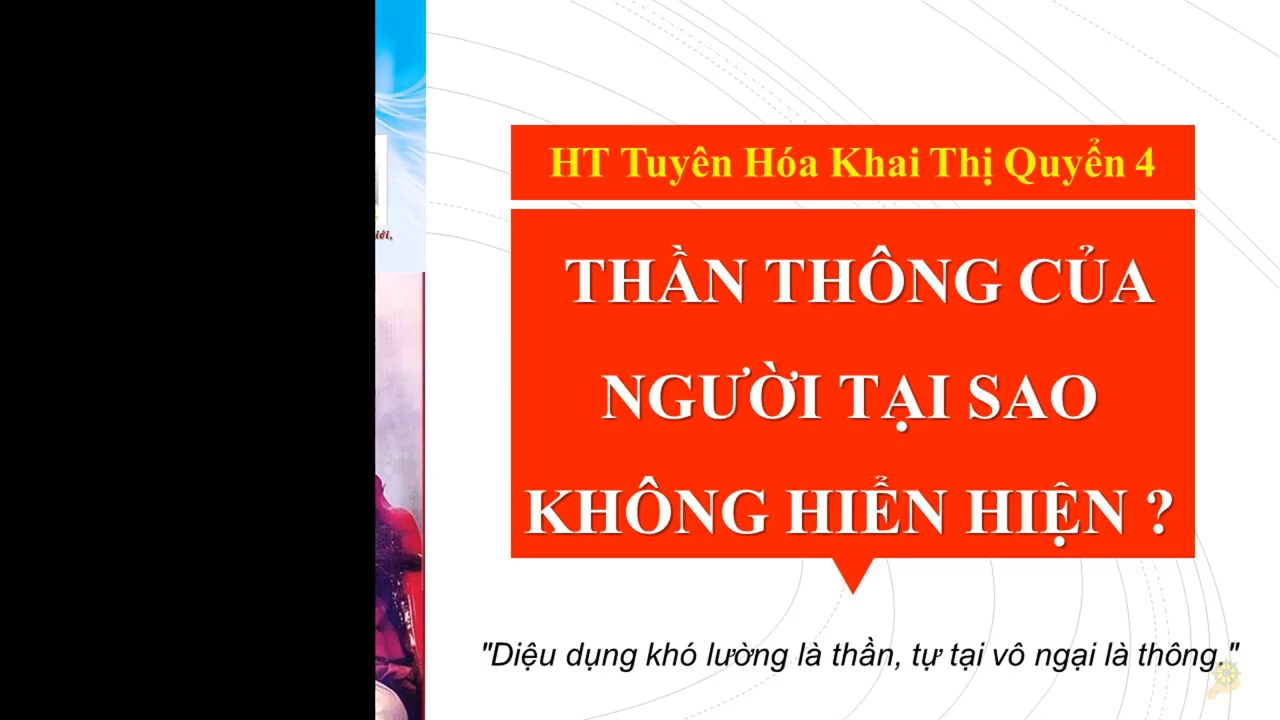 HT Tuyên Hóa Khai Thị Quyển 4
THẦN THÔNG CỦA
NGƯỜI TẠI SAO
KHÔNG HIỂN HIỆN ?
"Diệu dụng khó lường là thần, tự tại vô ngại là thông."